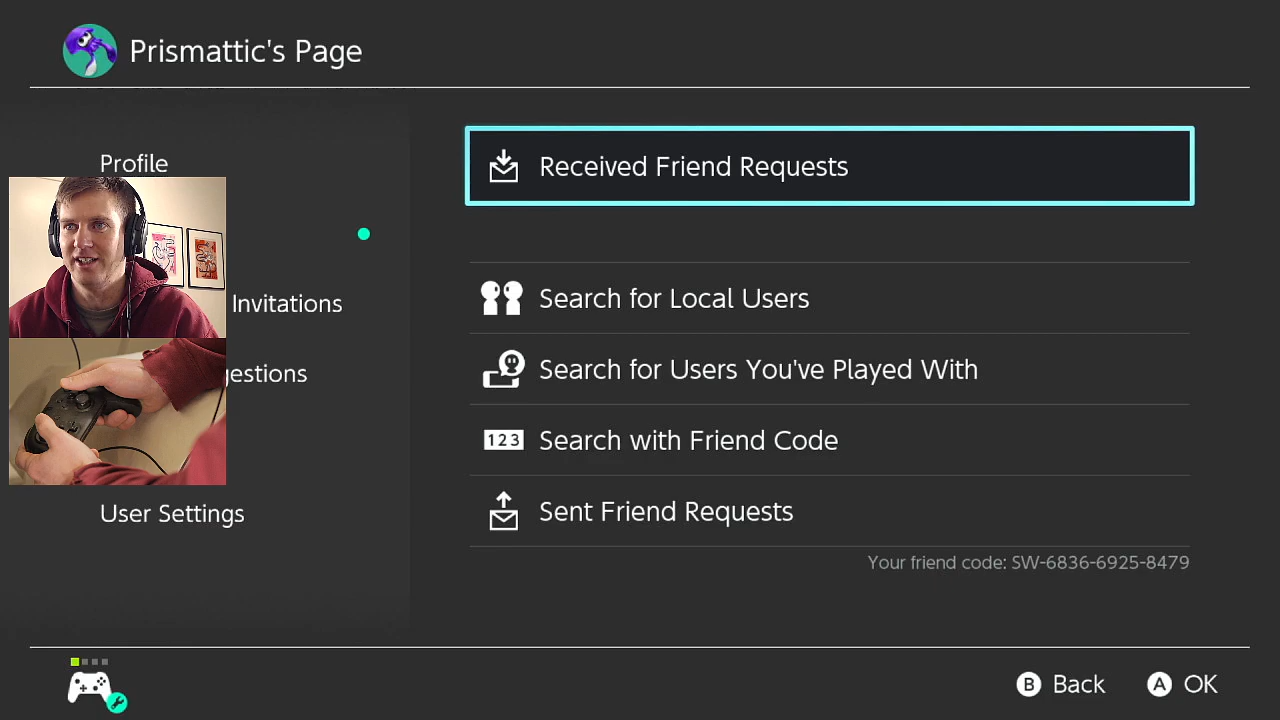 Prismattic's Page
Profile
Invitations
gestions
User Settings
Received Friend Requests
Search for Local Users
Search for Users You've Played With
123 Search with Friend Code
Sent Friend Requests
Your friend code: SW-6836-6925-8479
B Back A OK